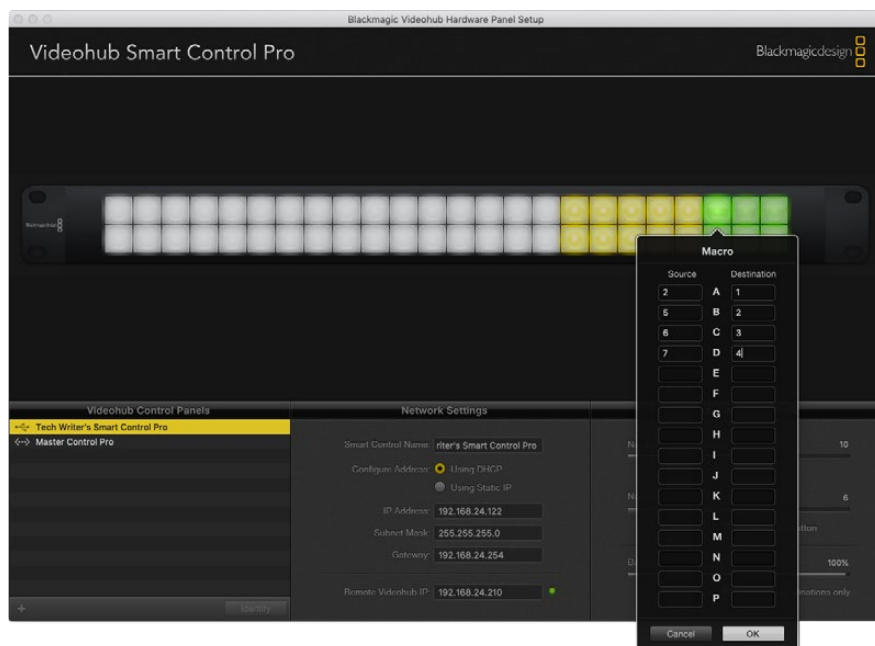 Blackmagic Videohub Hardware Panel Setup
Videohub Smart Control Pro
Blackmagicdesign
Macro
Source Destination
2 A 1
5 B 2
6 C 3
7 D 4
E
F
G
H
I
J
K
L
M
N
O
P
Cancel OK
Videohub Control Panels
Tech Writer's Smart Control Pro
Master Control Pro
+ Identify
Network Settings
Smart Control Name: riter's Smart Control Pro
Configure Address: Using DHCP
Using Static IP
IP Address: 192.168.24.122
Subnet Mask: 255.255.255.0
Gateway: 192.168.24.254
Remote Videohub IP: 192.168.24.210
10
6
100%
only